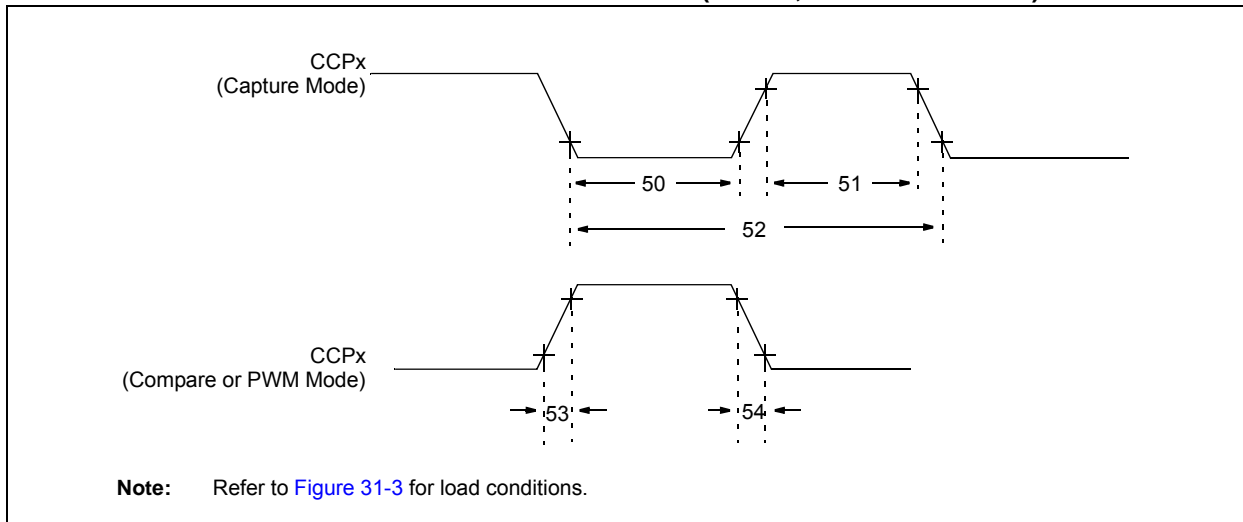 CCPx
(Capture Mode)
50
51
52
CCPx
(Compare or PWM Mode)
53
54
Note: Refer to Figure 31-3 for load conditions.